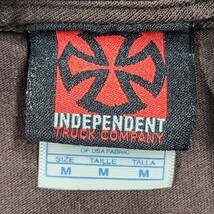 INDEPENDENT
TRUCK COMPANY
OF USA FABRIC
SIZE TAILLE TALLA
M M M